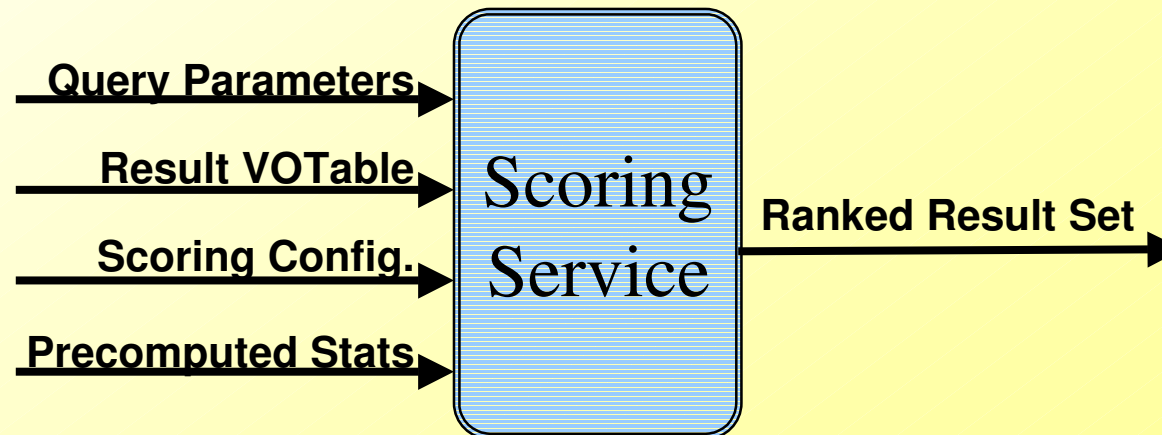 Query Parameters
Result VOTable
Scoring Config.
Precomputed Stats
Scoring
Service
Ranked Result Set